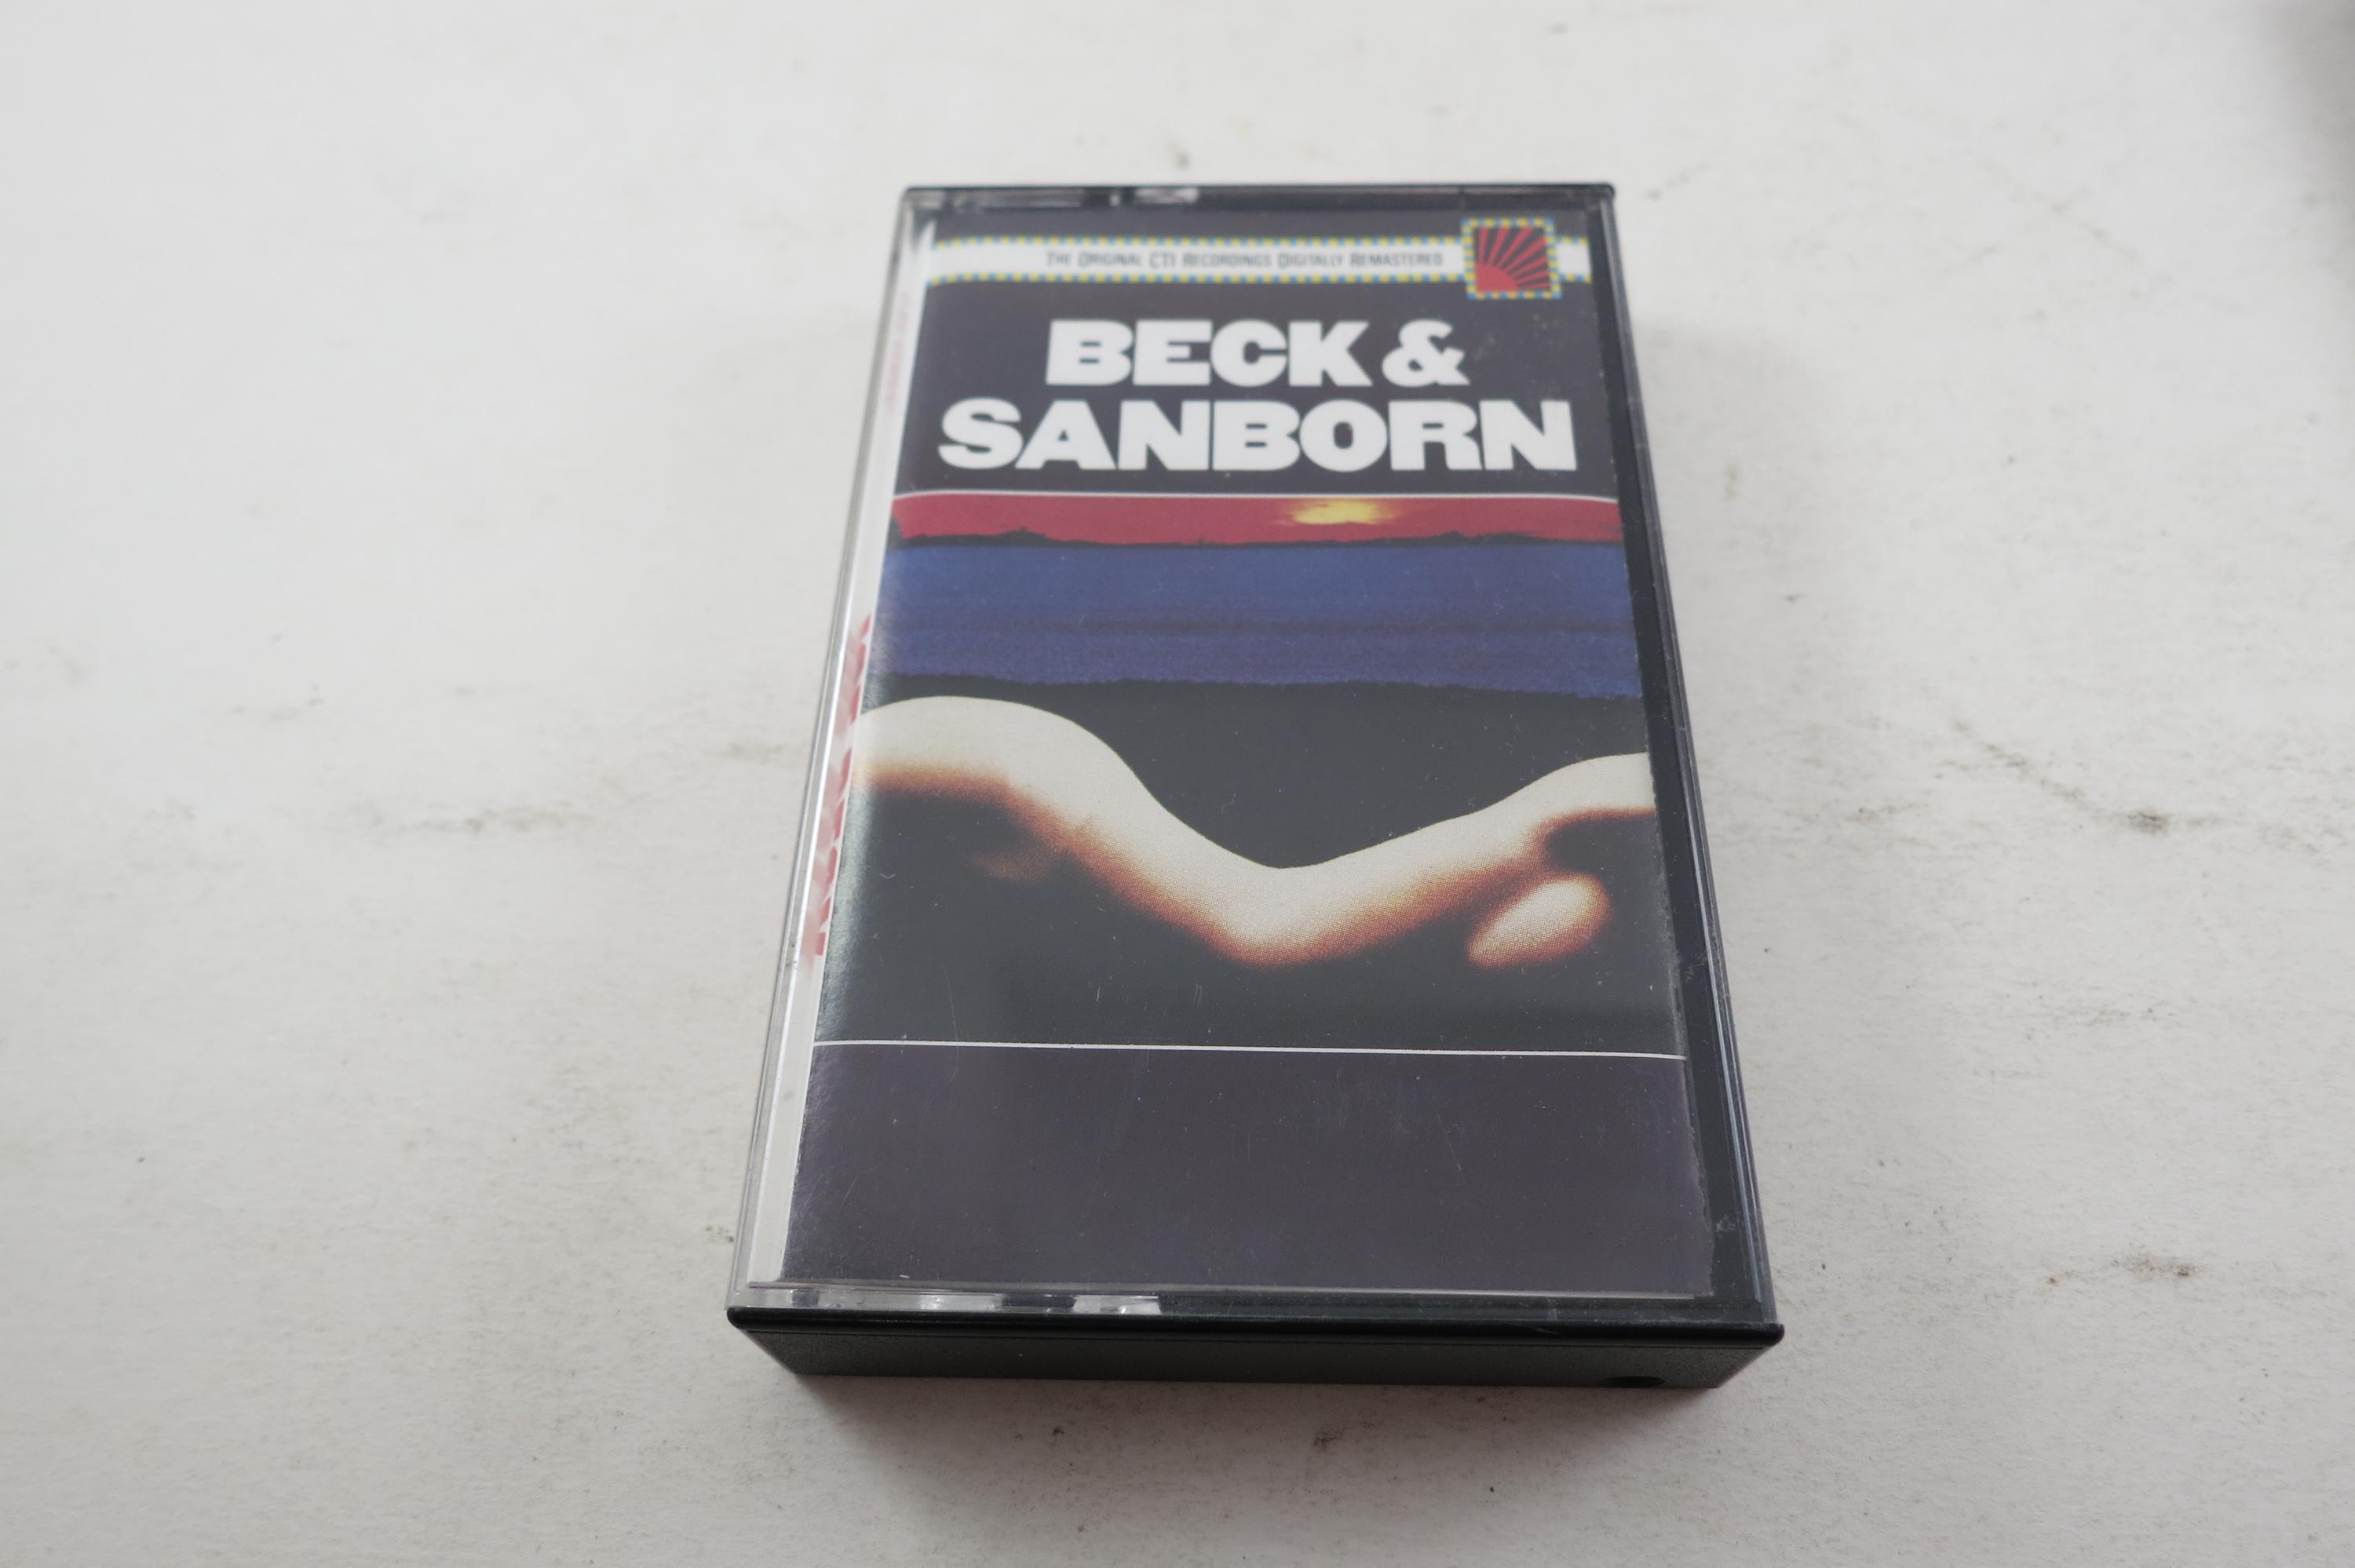 THE ORIGINAL CTI RECORDINGS DIGITALLY REMASTERED
BECK &
SANBORN